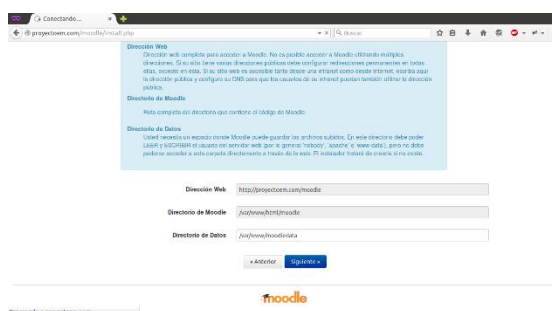 Conectando...
proyectoem.com/moodle/install.php
Buscar
Dirección Web
Dirección web completa para acceder a Moodle. No es posible acceder a Moodle utilizando múltiples
direcciones. Si su sitio tiene varias direcciones públicas debe configurar redirecciones permanentes en todas
ellas, excepto en ésta. Si su sitio web es accesible tanto desde una intranet como desde Internet, escriba aquí
la dirección pública y configure su DNS para que los usuarios de su intranet puedan también utilizar la dirección
pública.
Directorio de Moodle
Ruta completa del directorio que contiene el código de Moodle.
Directorio de Datos
Usted necesita un espacio donde Moodle puede guardar los archivos subidos. En este directorio debe poder
LEER y ESCRIBIR el usuario del servidor web (por lo general 'nobody', 'apache' o 'www-data'), pero no debe
poderse acceder a esta carpeta directamente a través de la web. El instalador tratará de crearla si no existe.
Dirección Web http://proyectoem.com/moodle
Directorio de Moodle /var/www/html/moodle
Directorio de Datos /var/www/moodledata
« Anterior Siguiente »
moodle